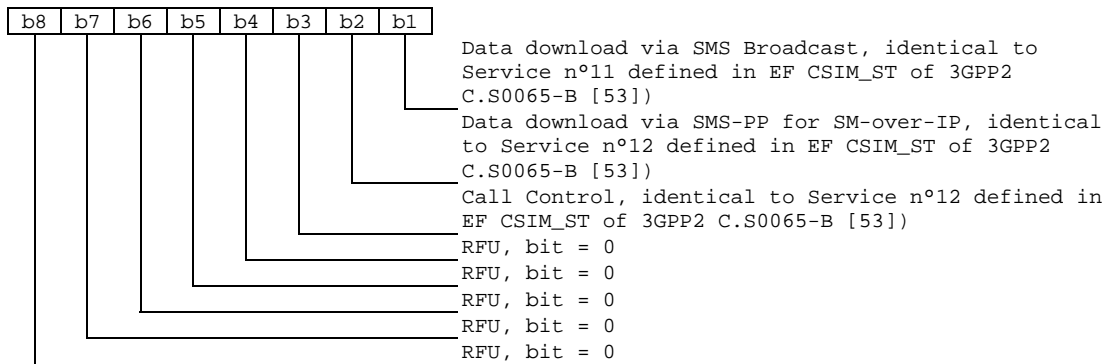 b8 b7 b6 b5 b4 b3 b2 b1
Data download via SMS Broadcast, identical to
Service nº11 defined in EF CSIM_ST of 3GPP2
C.S0065-B [53])
Data download via SMS-PP for SM-over-IP, identical
to Service nº12 defined in EF CSIM_ST of 3GPP2
C.S0065-B [53])
Call Control, identical to Service nº12 defined in
EF CSIM_ST of 3GPP2 C.S0065-B [53])
RFU, bit = 0
RFU, bit = 0
RFU, bit = 0
RFU, bit = 0
RFU, bit = 0